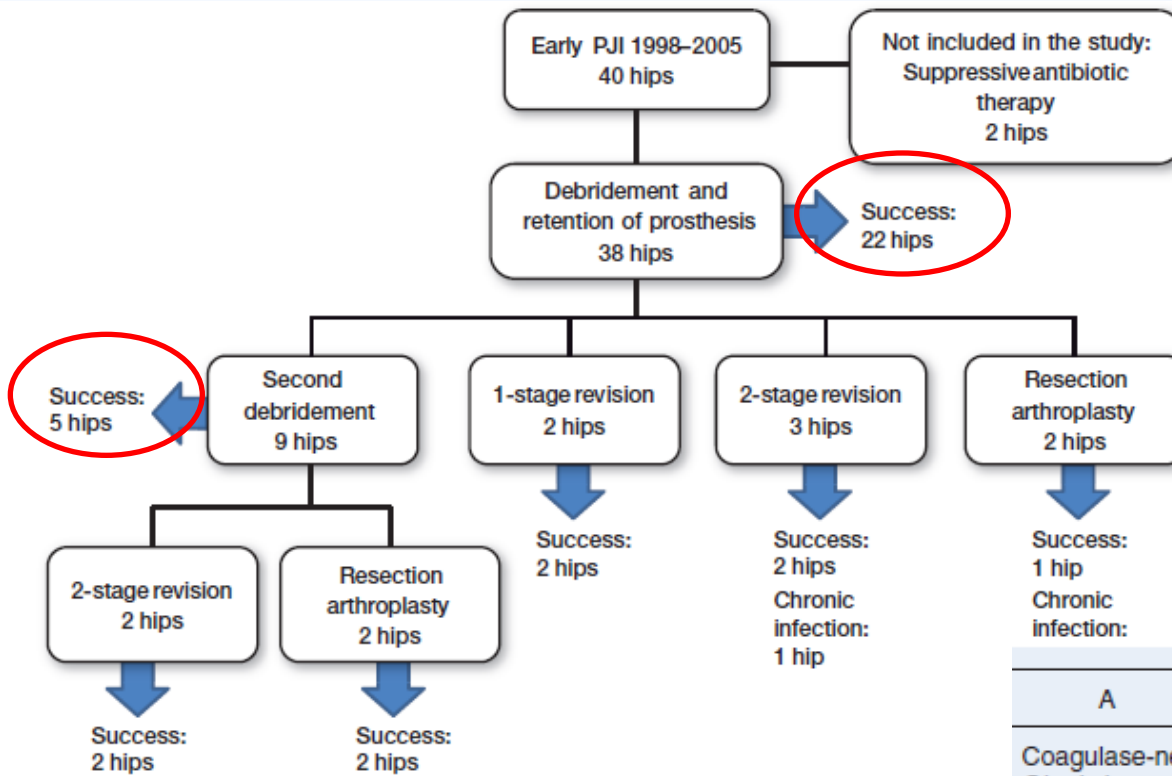 Early PJI 1998–2005
40 hips
Not included in the study:
Suppressive antibiotic
therapy
2 hips
Debridement and
retention of prosthesis
38 hips
Success:
22 hips
Success:
5 hips
Second
debridement
9 hips
1-stage revision
2 hips
2-stage revision
3 hips
Resection
arthroplasty
2 hips
2-stage revision
2 hips
Resection
arthroplasty
2 hips
Success:
2 hips
Success:
2 hips
Chronic
infection:
1 hip
Success:
1 hip
Chronic
infection:
Success:
2 hips
Success:
2 hips
A